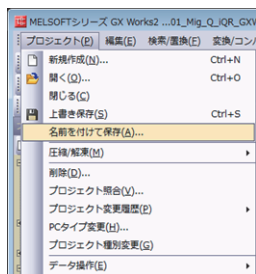 MELSOFTシリーズ GX Works2 ...01_Mig_Q_iQR_GXW
プロジェクト(P) 編集(E) 検索/置換(F) 変換/コン
新規作成(N)... Ctrl+N
開く(O)... Ctrl+O
閉じる(C)
上書き保存(S) Ctrl+S
名前を付けて保存(A)...
圧縮/解凍(M)
削除(D)...
プロジェクト照合(V)...
プロジェクト変更履歴(P)
PCタイプ変更(H)...
プロジェクト種別変更(G)
データ操作(E)